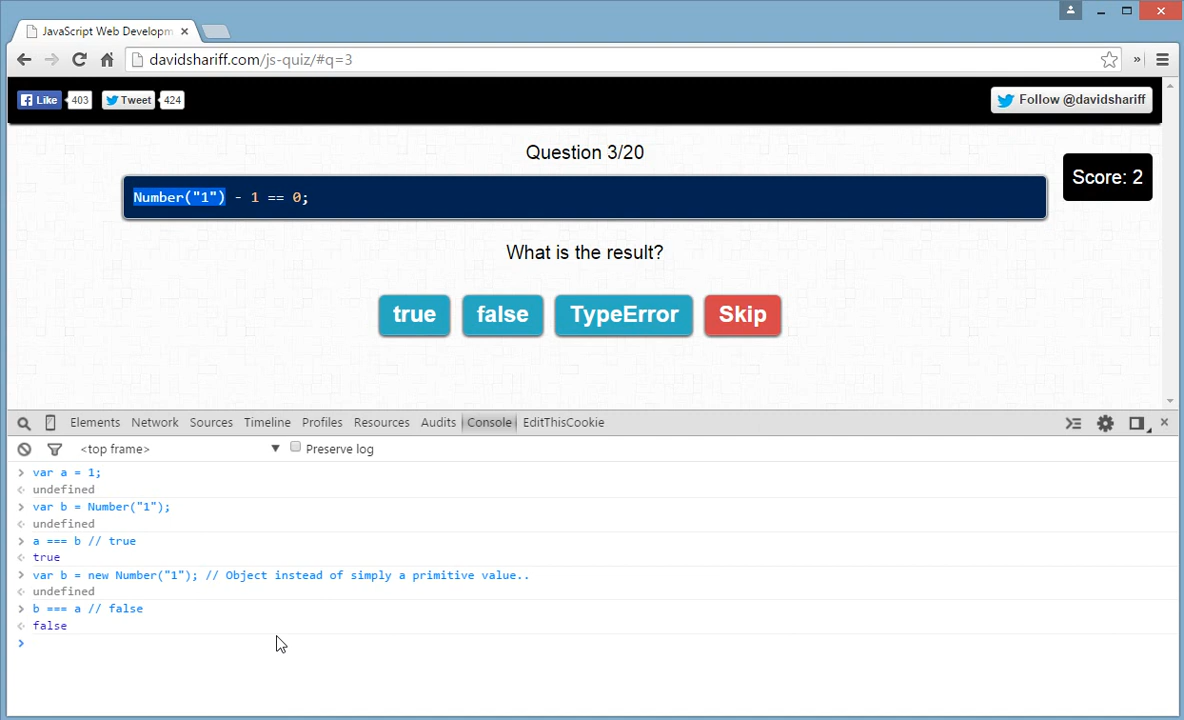 JavaScript Web Developm
davidshariff.com/js-quiz/#q=3
Like 403 Tweet 424 Follow @davidshariff
Question 3/20
Score: 2
Number("1") - 1 == 0;
What is the result?
true false TypeError Skip
Elements Network Sources Timeline Profiles Resources Audits Console EditThisCookie
<top frame> Preserve log
var a = 1;
undefined
var b = Number("1");
undefined
a === b // true
true
var b = new Number("1"); // Object instead of simply a primitive value..
undefined
b === a // false
false